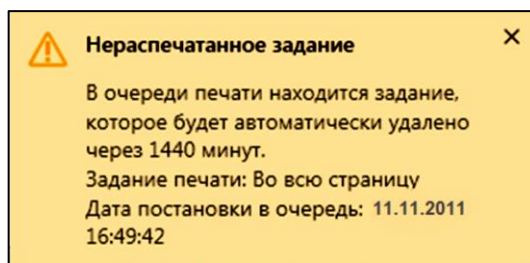 Нераспечатанное задание
В очереди печати находится задание,
которое будет автоматически удалено
через 1440 минут.
Задание печати: Во всю страницу
Дата постановки в очередь: 11.11.2011
16:49:42